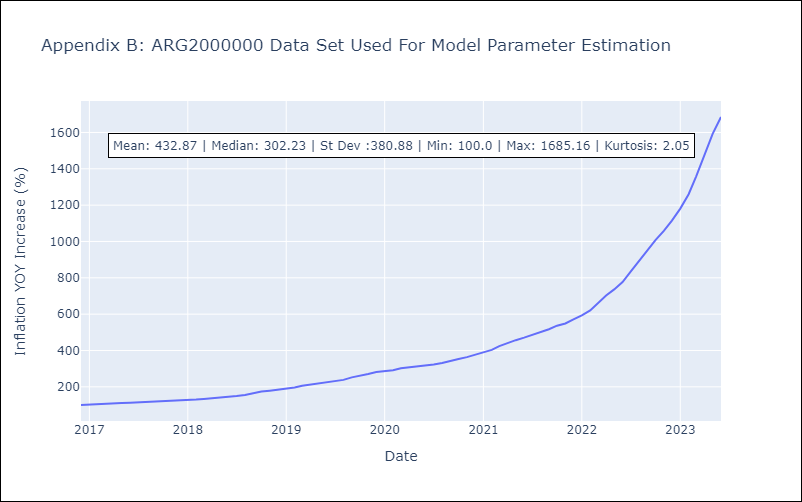 Appendix B: ARG2000000 Data Set Used For Model Parameter Estimation
Mean: 432.87 | Median: 302.23 | St Dev :380.88 | Min: 100.0 | Max: 1685.16 | Kurtosis: 2.05
Inflation YOY Increase (%)
1600
1400
1200
1000
800
600
400
200
2017 2018 2019 2020 2021 2022 2023
Date